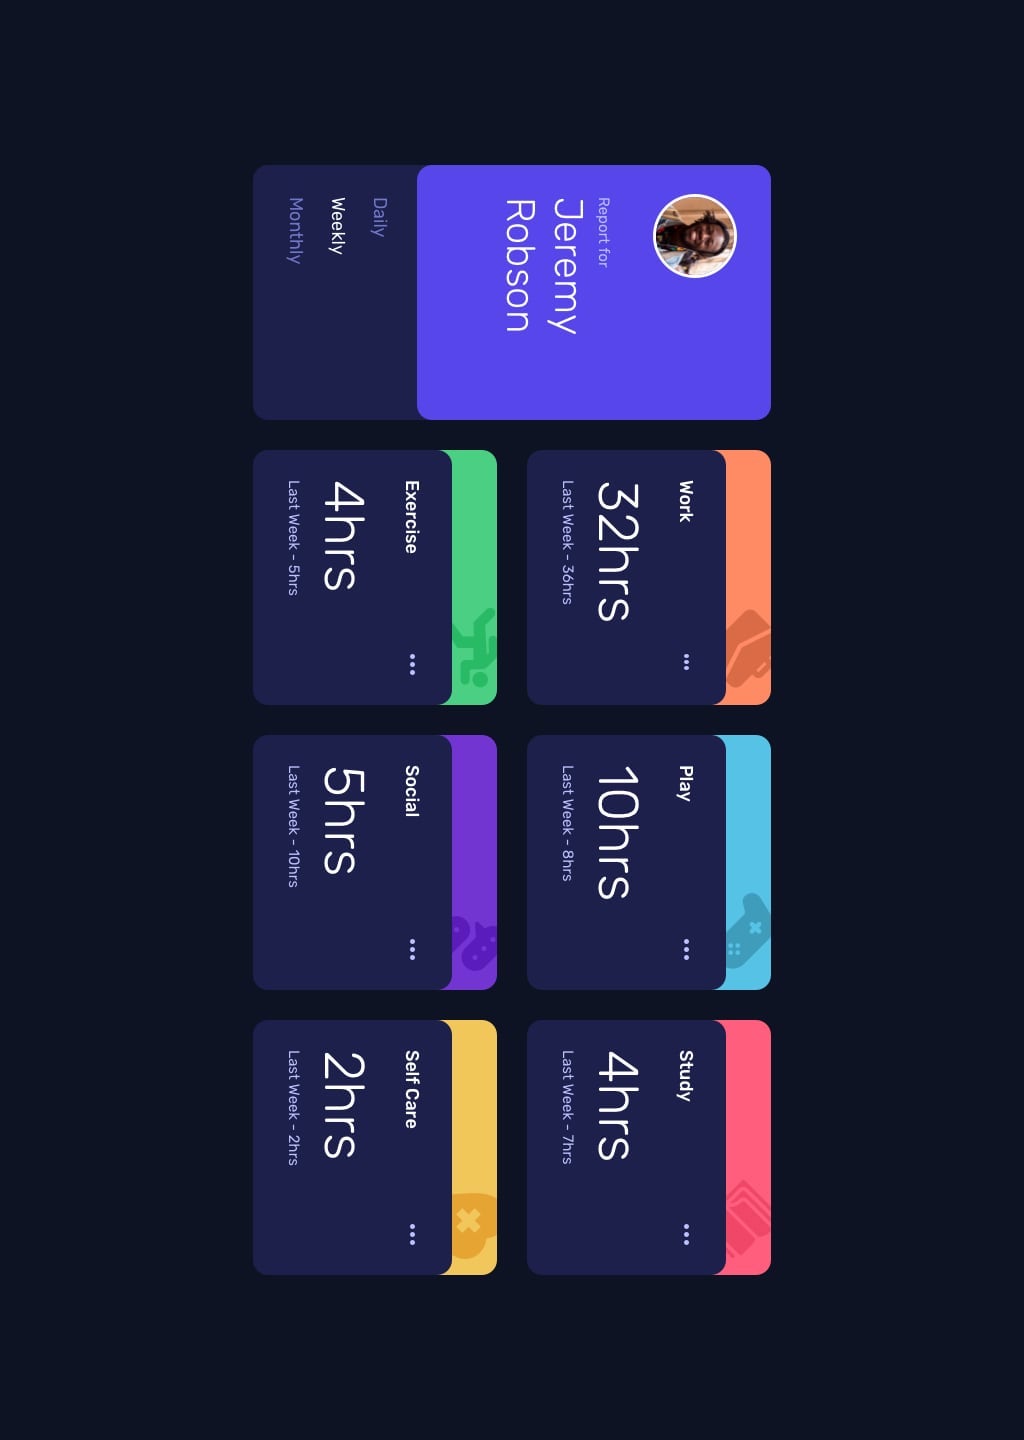 Report for
Jeremy
Robson
Daily
Weekly
Monthly
Work
32hrs
Last Week - 36hrs
Play
10hrs
Last Week - 8hrs
Study
4hrs
Last Week - 7hrs
Exercise
4hrs
Last Week - 5hrs
Social
5hrs
Last Week - 10hrs
Self Care
2hrs
Last Week - 2hrs